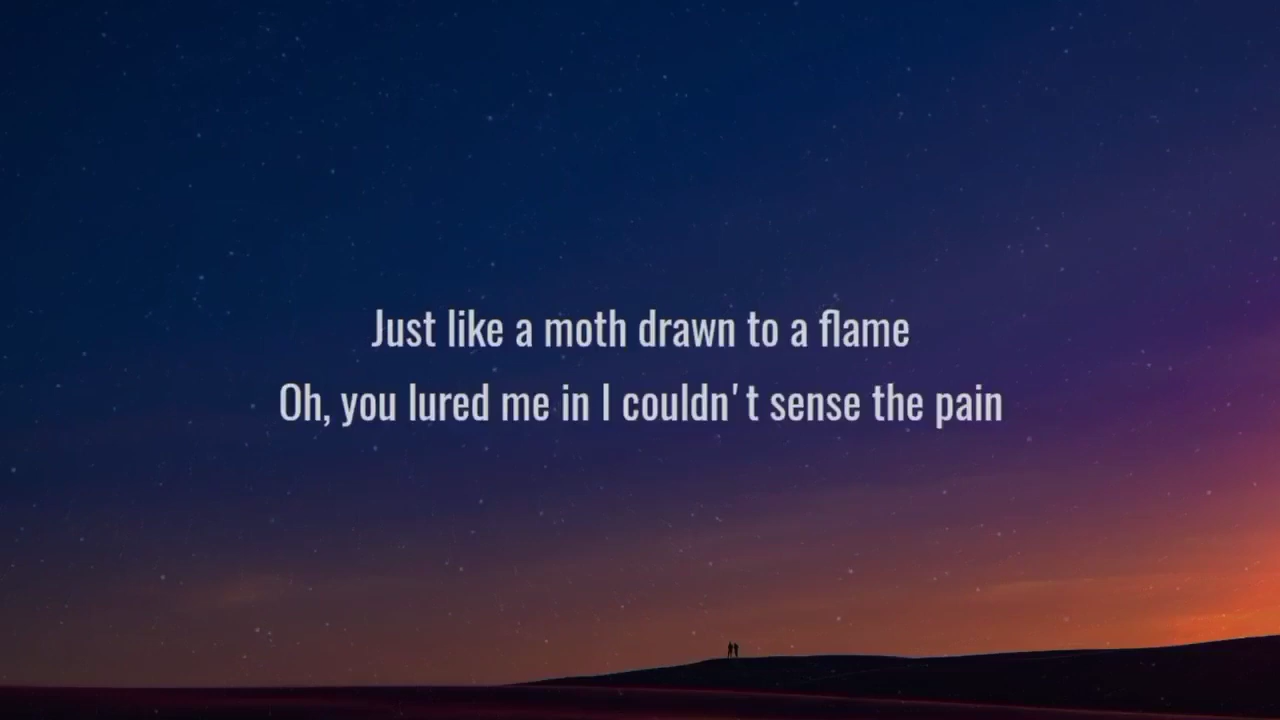 Just like a moth drawn to a flame
Oh, you lured me in I couldn't sense the pain